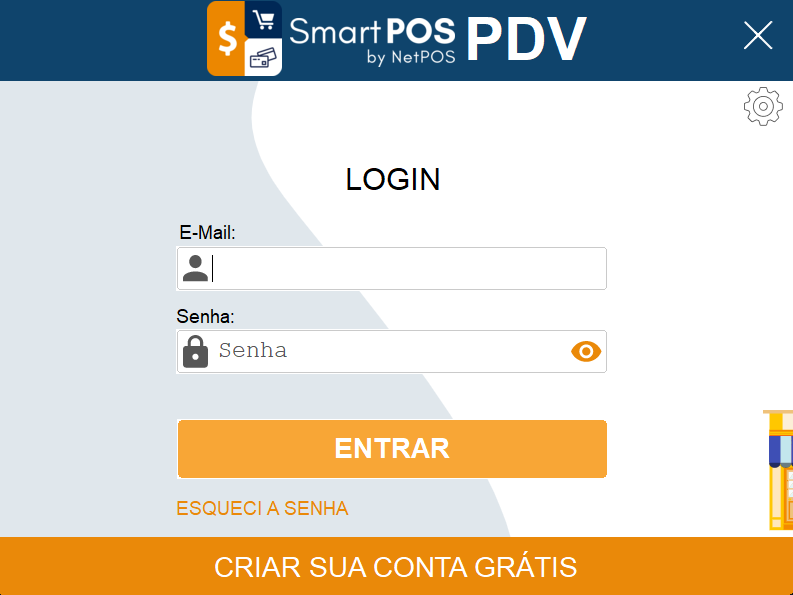 SmartPOS PDV
by NetPOS
LOGIN
E-Mail:
Senha:
Senha
ENTRAR
ESQUECI A SENHA
CRIAR SUA CONTA GRÁTIS